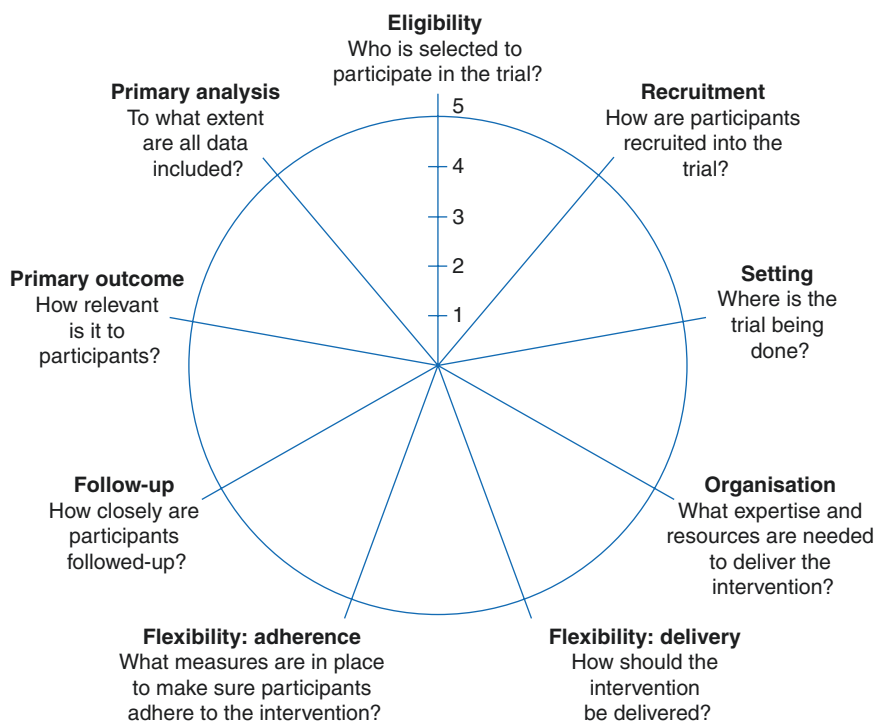 Eligibility
Who is selected to
participate in the trial?
Recruitment
How are participants
recruited into the
trial?
Setting
Where is the
trial being
done?
Organisation
What expertise and
resources are needed
to deliver the
intervention?
Flexibility: delivery
How should the
intervention
be delivered?
Flexibility: adherence
What measures are in place
to make sure participants
adhere to the intervention?
Follow-up
How closely are
participants
followed-up?
Primary outcome
How relevant
is it to
participants?
Primary analysis
To what extent
are all data
included?
5
4
3
2
1